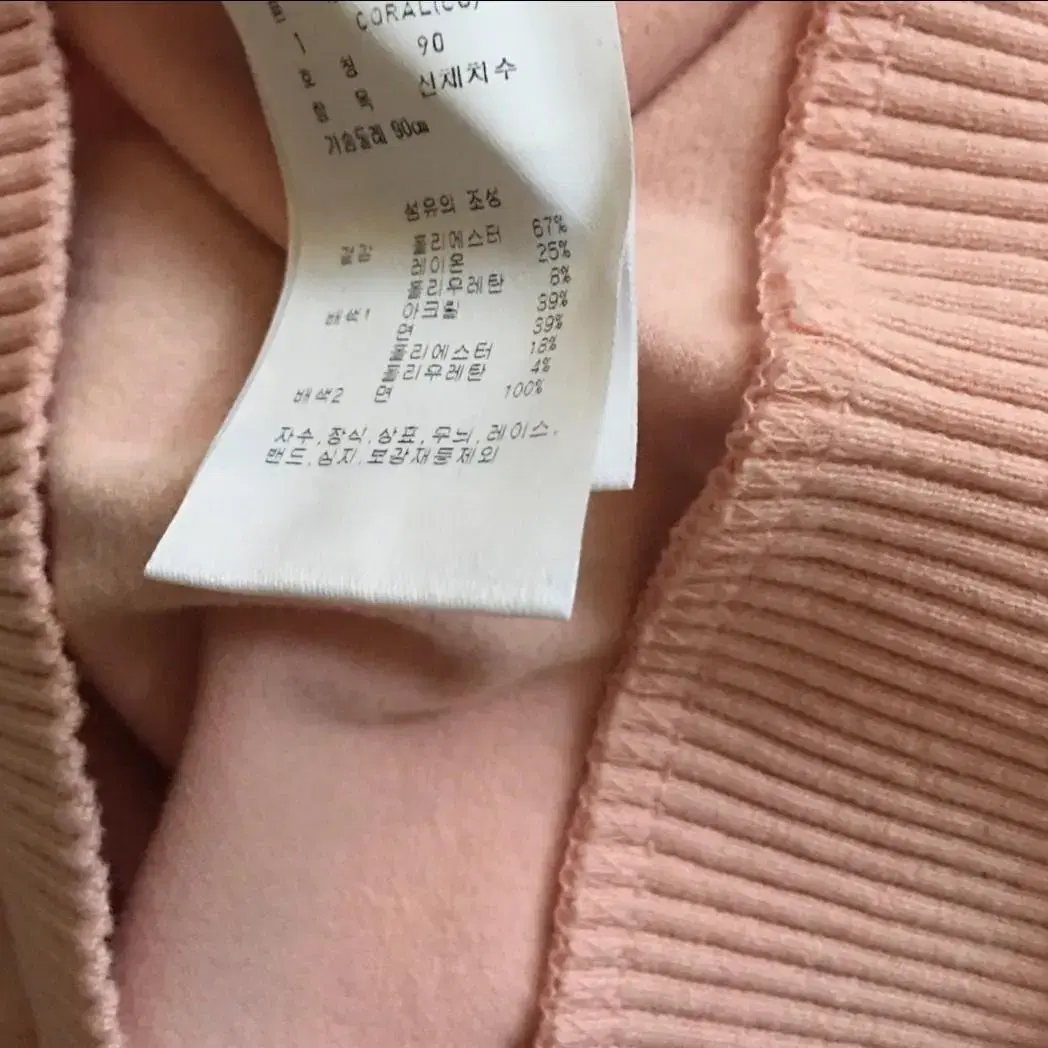 CORAL(CO)
호 칭 90
항 목 신체치수
가슴둘레 90cm
섬유의 조성
겉감 폴리에스터 67%
레이온 25%
폴리우레탄 8%
배색1 아크릴 39%
면 39%
폴리에스터 18%
폴리우레탄 4%
배색2 면 100%
자수,장식,상표,무늬,레이스,
밴드,심지,보강재등제외